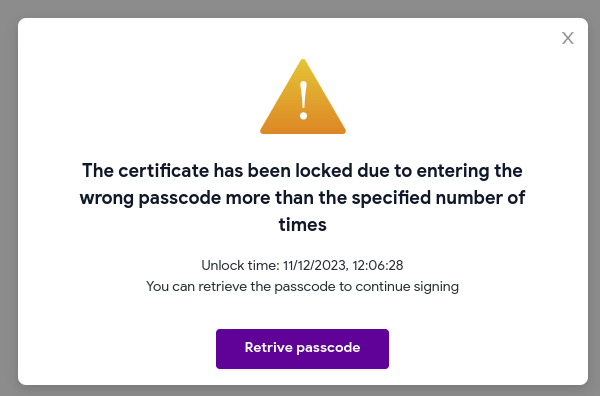 X
The certificate has been locked due to entering the
wrong passcode more than the specified number of
times
Unlock time: 11/12/2023, 12:06:28
You can retrieve the passcode to continue signing
Retrive passcode